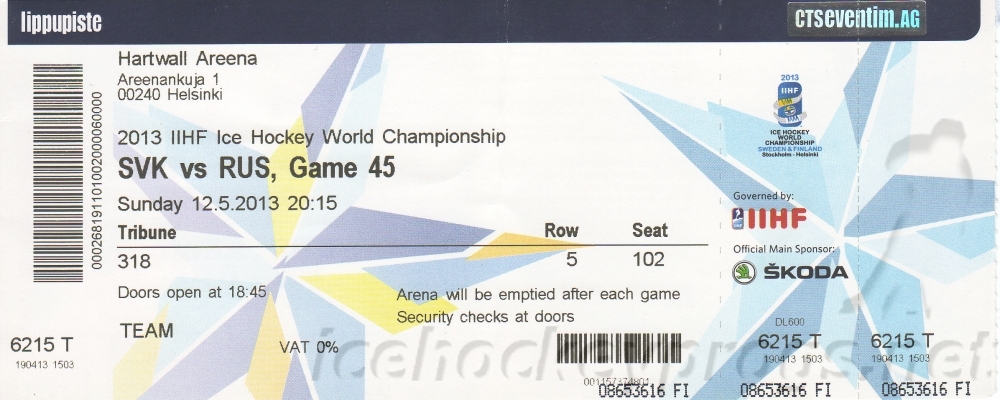 lippupiste
CTSeventim.AG
Hartwall Areena
Areenankuja 1
00240 Helsinki
2013 IIHF Ice Hockey World Championship
SVK vs RUS, Game 45
Sunday 12.5.2013 20:15
Tribune Row Seat
318 5 102
Doors open at 18:45
Arena will be emptied after each game
Security checks at doors
TEAM
VAT 0%
6215 T
190413 1503
0002681911010020000060000
2013
IIHF
ICE HOCKEY
WORLD
CHAMPIONSHIP
SWEDEN & FINLAND
Stockholm - Helsinki
Governed by:
IIHF
Official Main Sponsor:
ŠKODA
DL600
6215 T
190413 1503
6215 T
190413 1503
001157374801
08653616 FI
08653616 FI
08653616 FI
icehockeypros.net